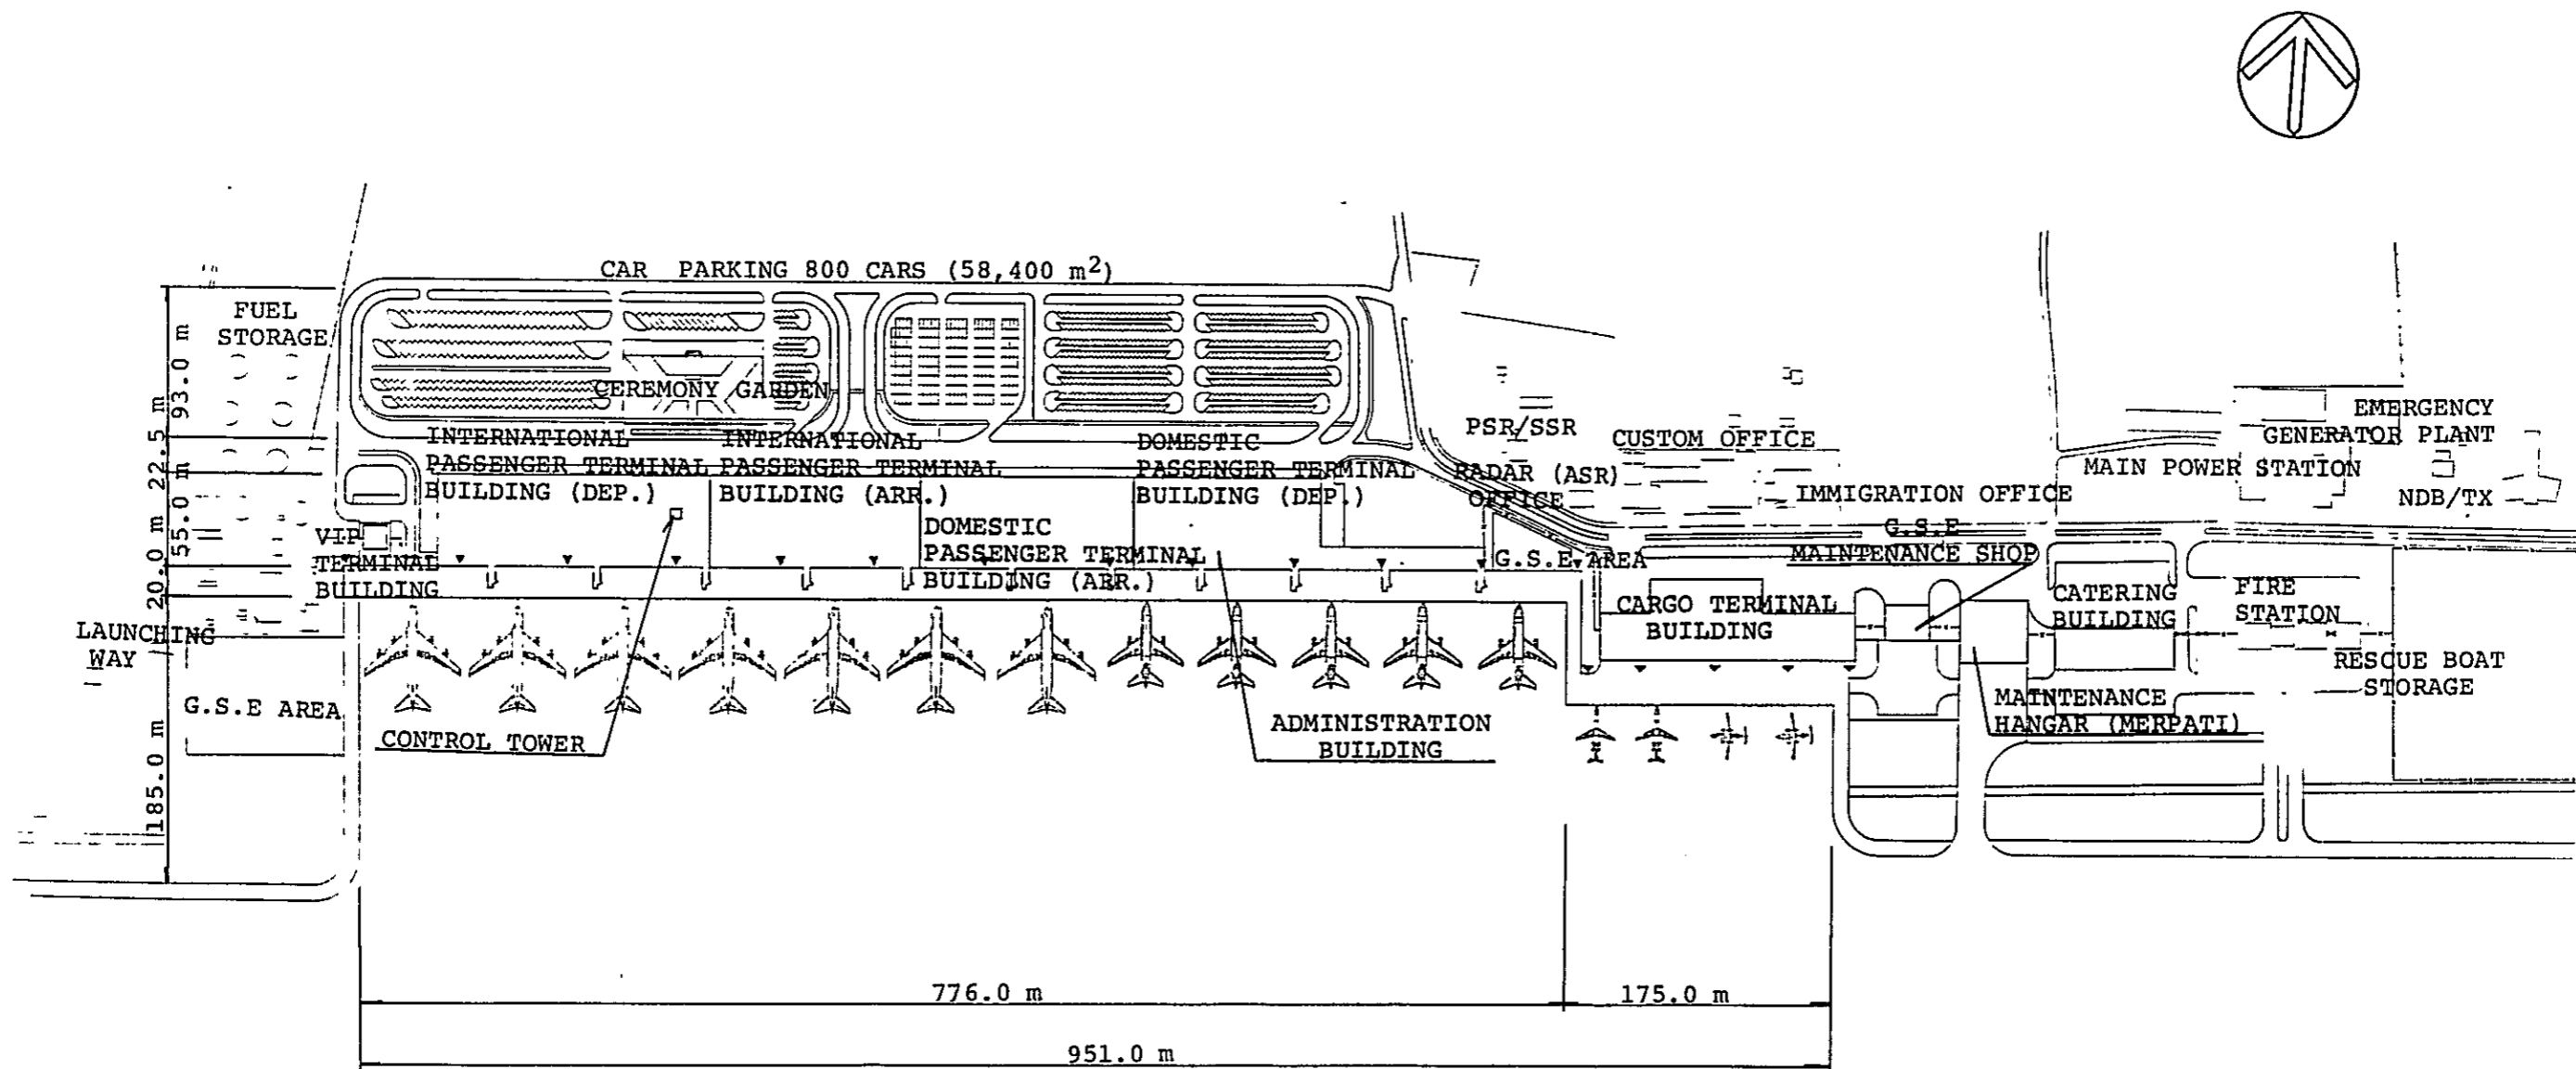 CAR PARKING 800 CARS (58,400 m2)
FUEL
STORAGE
93.0 m
22.5 m
55.0 m
20.0 m
185.0 m
CEREMONY GARDEN
INTERNATIONAL
PASSENGER TERMINAL
BUILDING (DEP.)
INTERNATIONAL
PASSENGER TERMINAL
BUILDING (ARR.)
DOMESTIC
PASSENGER TERMINAL
BUILDING (DEP.)
DOMESTIC
PASSENGER TERMINAL
BUILDING (ARR.)
PSR/SSR
RADAR (ASR)
OFFICE
CUSTOM OFFICE
IMMIGRATION OFFICE
EMERGENCY
GENERATOR PLANT
MAIN POWER STATION
NDB/TX
VIP
TERMINAL
BUILDING
G.S.E AREA
G.S.E
MAINTENANCE SHOP
CARGO TERMINAL
BUILDING
CATERING
BUILDING
FIRE
STATION
LAUNCHING
WAY
RESCUE BOAT
STORAGE
G.S.E AREA
CONTROL TOWER
ADMINISTRATION
BUILDING
MAINTENANCE
HANGAR (MERPATI)
776.0 m
175.0 m
951.0 m